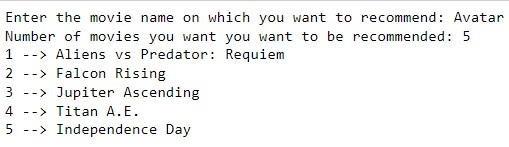 Enter the movie name on which you want to recommend: Avatar
Number of movies you want you want to be recommended: 5
1 --> Aliens vs Predator: Requiem
2 --> Falcon Rising
3 --> Jupiter Ascending
4 --> Titan A.E.
5 --> Independence Day